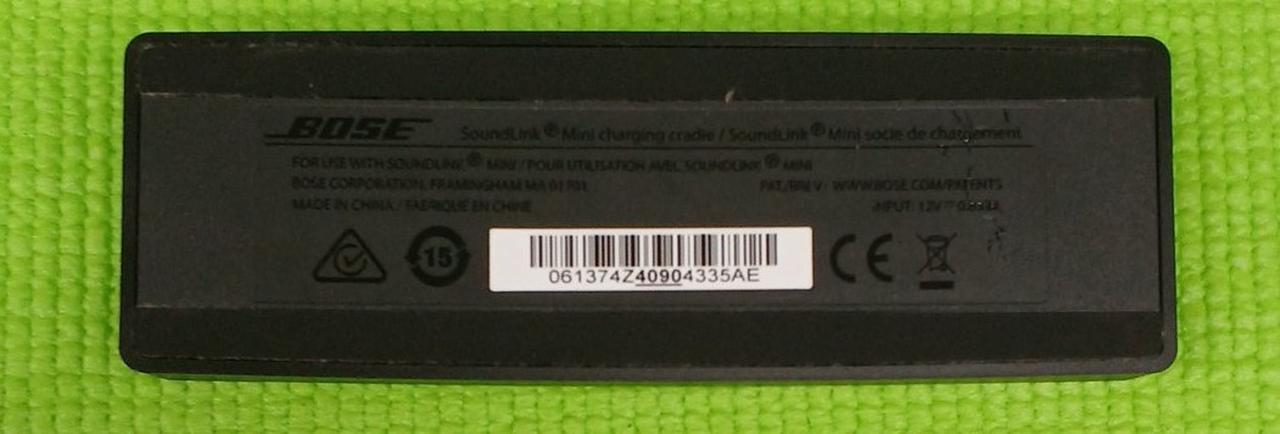 BOSE SoundLink® Mini charging cradle / SoundLink® Mini socle de chargement
FOR USE WITH SOUNDLINK® MINI / POUR UTILISATION AVEC SOUNDLINK® MINI
BOSE CORPORATION, FRAMINGHAM MA 01701 PAT./BREV.: WWW.BOSE.COM/PATENTS
MADE IN CHINA / FABRIQUÉ EN CHINE INPUT: 12V
15 061374Z40904335AE CE